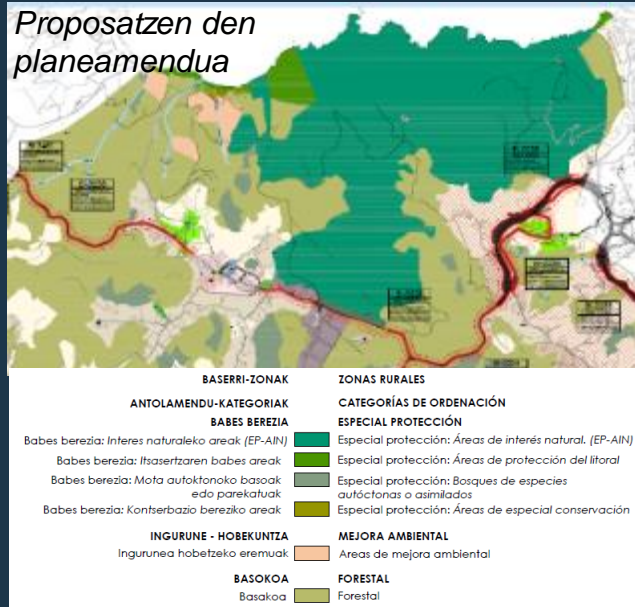 Proposatzen den
planeamendua
BASERRI-ZONAK ZONAS RURALES
ANTOLAMENDU-KATEGORIAK CATEGORÍAS DE ORDENACIÓN
BABES BEREZIA ESPECIAL PROTECCIÓN
Babes berezia: Interes naturaleko areak (EP-AIN) Especial protección: Áreas de interés natural. (EP-AIN)
Babes berezia: Itsasertzaren babes areak Especial protección: Áreas de protección del litoral
Babes berezia: Mota autoktonoko basoak Especial protección: Bosques de especies
edo parekatuak autóctonas o asimilados
Babes berezia: Kontserbazio bereziko areak Especial protección: Áreas de especial conservación
INGURUNE - HOBEKUNTZA MEJORA AMBIENTAL
Ingurunea hobetzeko eremuak Areas de mejora ambiental
BASOKOA FORESTAL
Basakoa Forestal